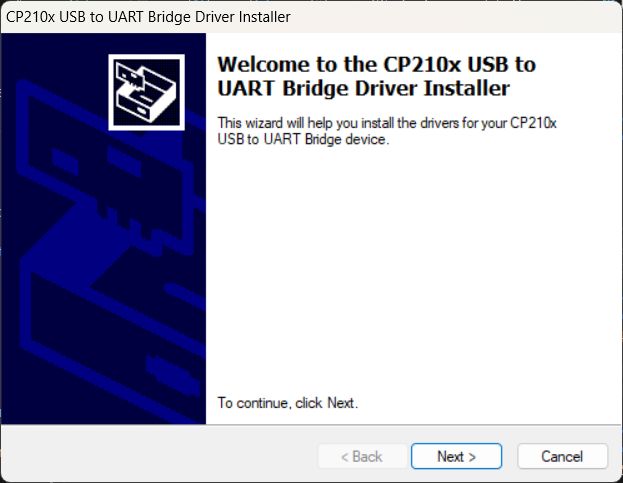 CP210x USB to UART Bridge Driver Installer
Welcome to the CP210x USB to
UART Bridge Driver Installer
This wizard will help you install the drivers for your CP210x
USB to UART Bridge device.
To continue, click Next.
< Back
Next >
Cancel